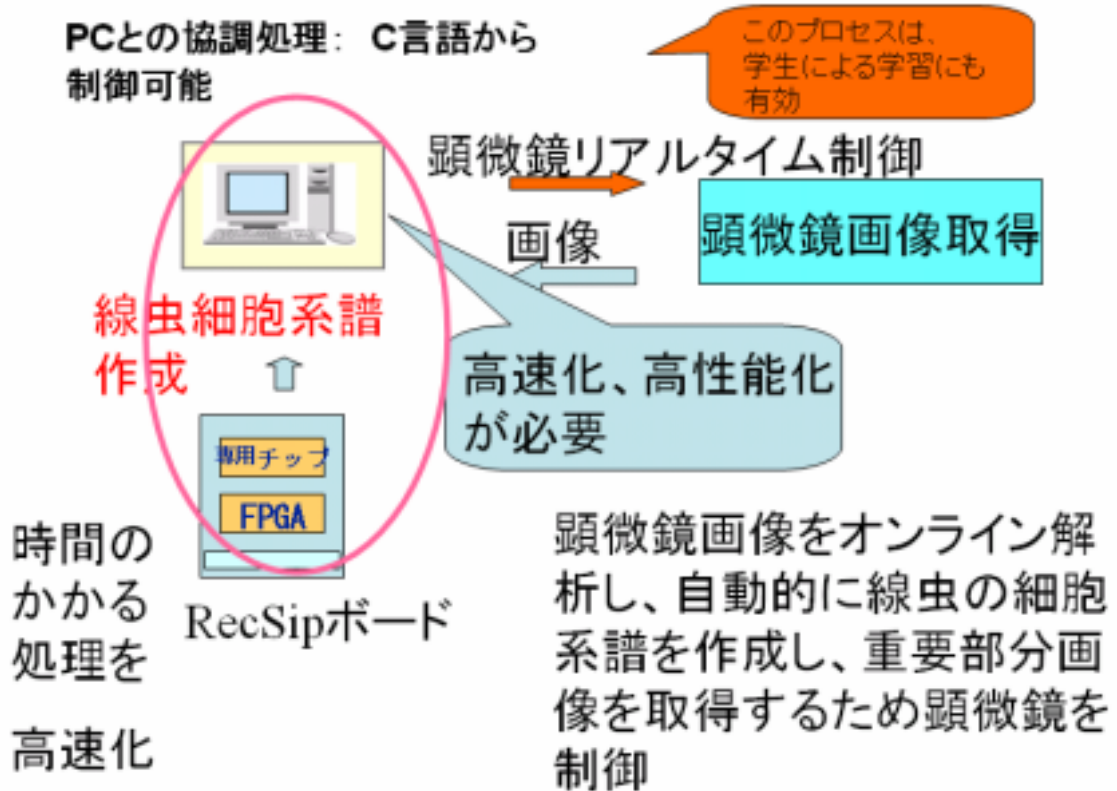 PCとの協調処理： C言語から
制御可能
このプロセスは、
学生による学習にも
有効
顕微鏡リアルタイム制御
画像
顕微鏡画像取得
線虫細胞系譜
作成
高速化、高性能化
が必要
専用チップ
FPGA
RecSipボード
時間の
かかる
処理を
高速化
顕微鏡画像をオンライン解
析し、自動的に線虫の細胞
系譜を作成し、重要部分画
像を取得するため顕微鏡を
制御